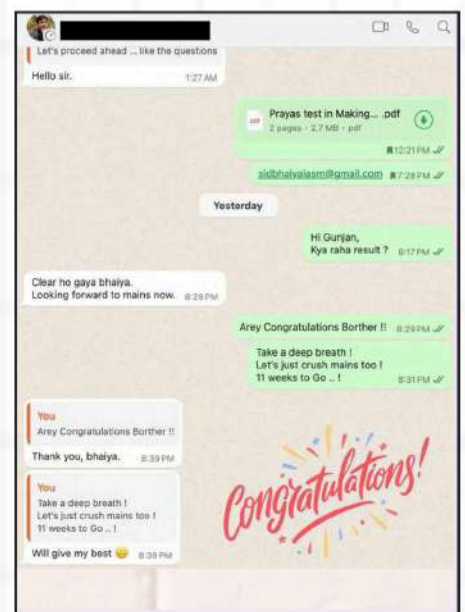 Let's proceed ahead ... like the questions
Hello sir. 1:27 AM
Prayas test in Making... .pdf
2 pages · 2.7 MB · pdf
12:21 PM
sidbhaiyaiasm@gmail.com 7:28 PM
Yesterday
Hi Gunjan,
Kya raha result ? 8:17 PM
Clear ho gaya bhaiya.
Looking forward to mains now. 8:28 PM
Arey Congratulations Borther !! 8:29 PM
Take a deep breath !
Let's just crush mains too !
11 weeks to Go .. ! 8:31 PM
You
Arey Congratulations Borther !!
Thank you, bhaiya. 8:39 PM
You
Take a deep breath !
Let's just crush mains too !
11 weeks to Go .. !
Will give my best 😊 8:39 PM
Congratulations!